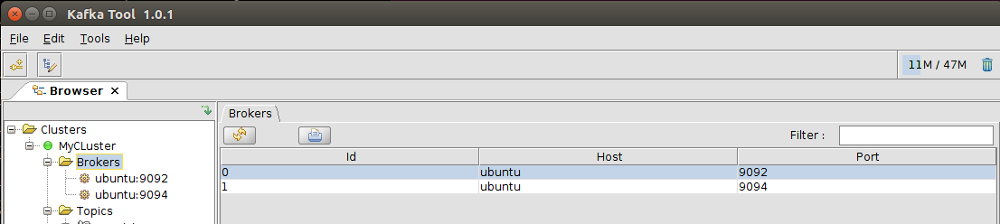 Kafka Tool 1.0.1
File Edit Tools Help
11M / 47M
Browser
Brokers
Clusters
Filter :
MyCLuster
Id Host Port
Brokers
0 ubuntu 9092
ubuntu:9092
1 ubuntu 9094
ubuntu:9094
Topics